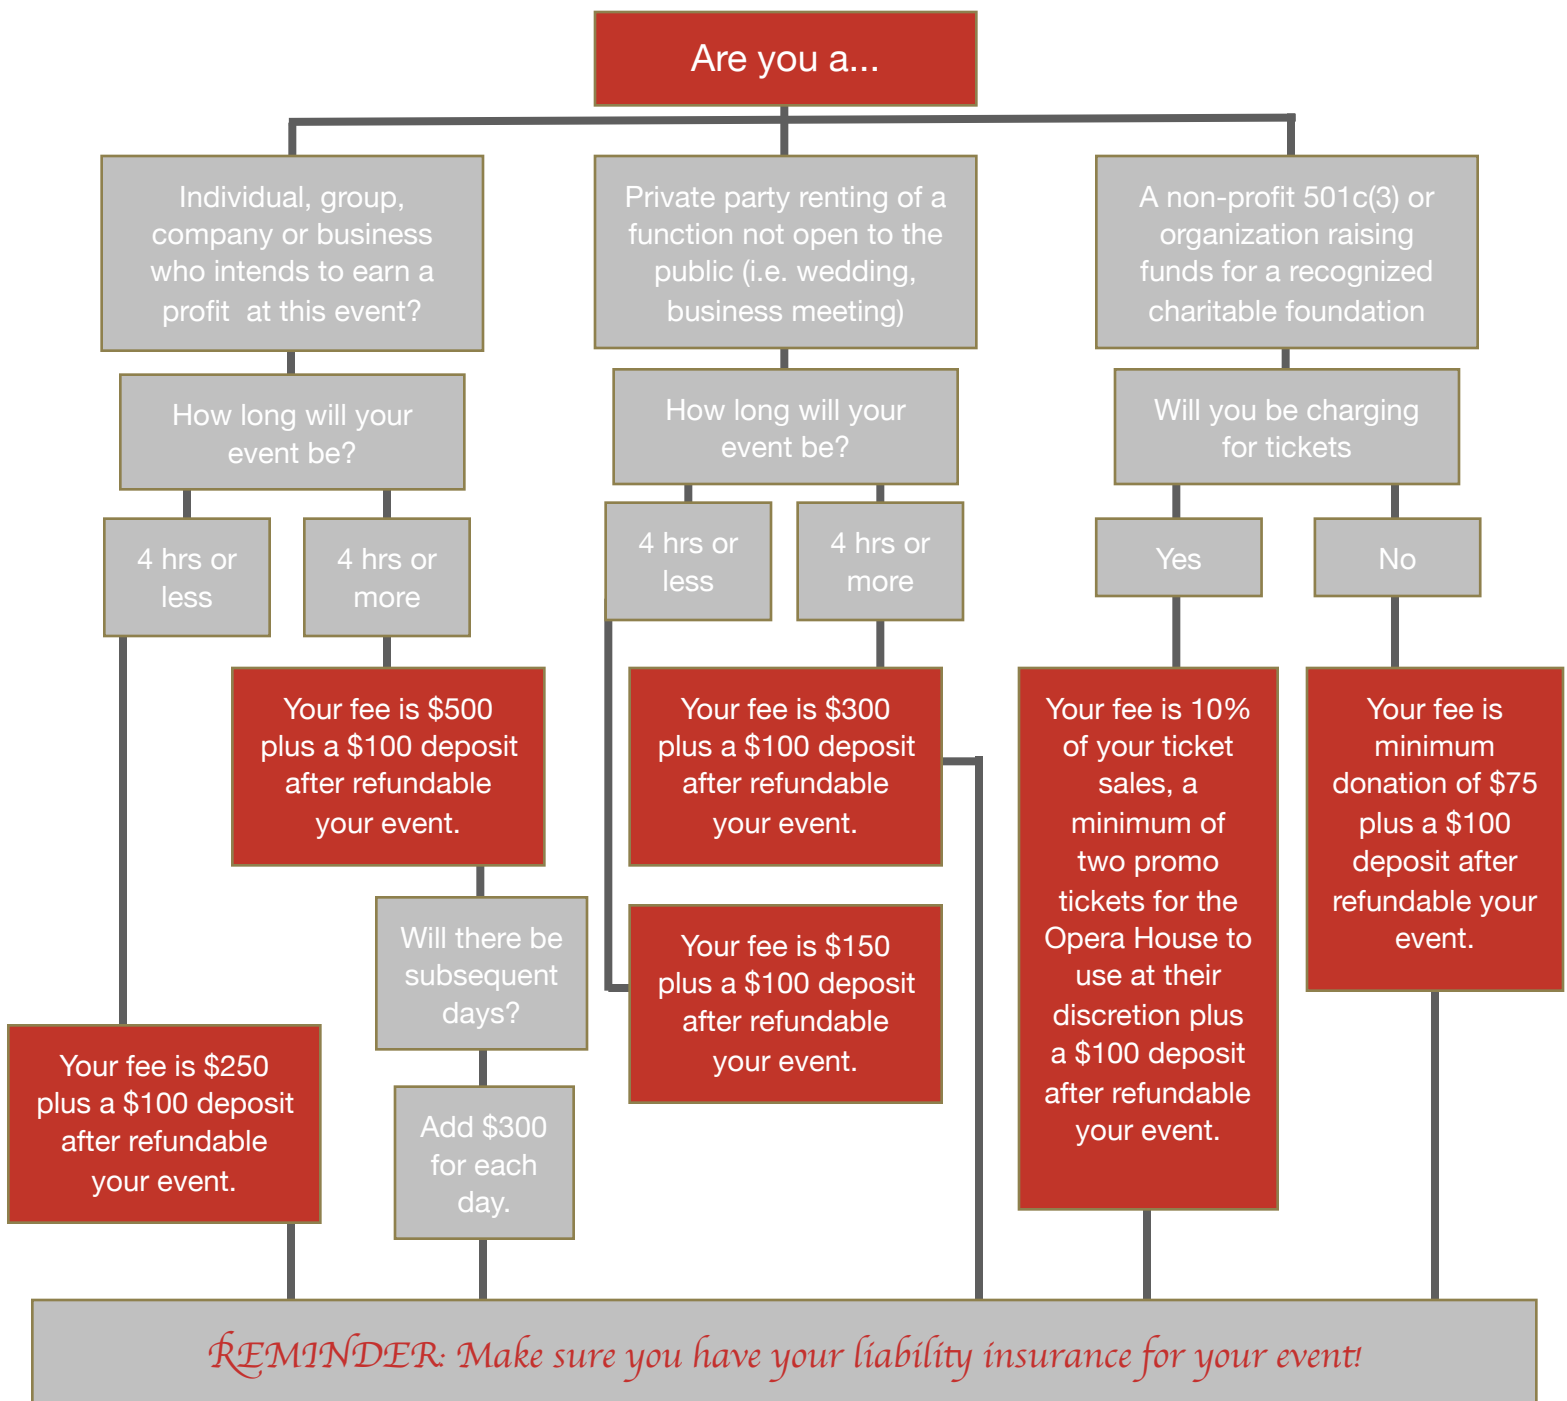 Are you a...
Individual, group,
company or business
who intends to earn a
profit  at this event?
How long will your
event be?
4 hrs or
less
4 hrs or
more
Your fee is $500
plus a $100 deposit
after refundable
your event.
Will there be
subsequent
days?
Add $300
for each
day.
Your fee is $250
plus a $100 deposit
after refundable
your event.
Private party renting of a
function not open to the
public (i.e. wedding,
business meeting)
How long will your
event be?
4 hrs or
less
4 hrs or
more
Your fee is $300
plus a $100 deposit
after refundable
your event.
Your fee is $150
plus a $100 deposit
after refundable
your event.
A non-profit 501c(3) or
organization raising
funds for a recognized
charitable foundation
Will you be charging
for tickets
Yes
No
Your fee is 10%
of your ticket
sales, a
minimum of
two promo
tickets for the
Opera House to
use at their
discretion plus
a $100 deposit
after refundable
your event.
Your fee is
minimum
donation of $75
plus a $100
deposit after
refundable your
event.
REMINDER: Make sure you have your liability insurance for your event!